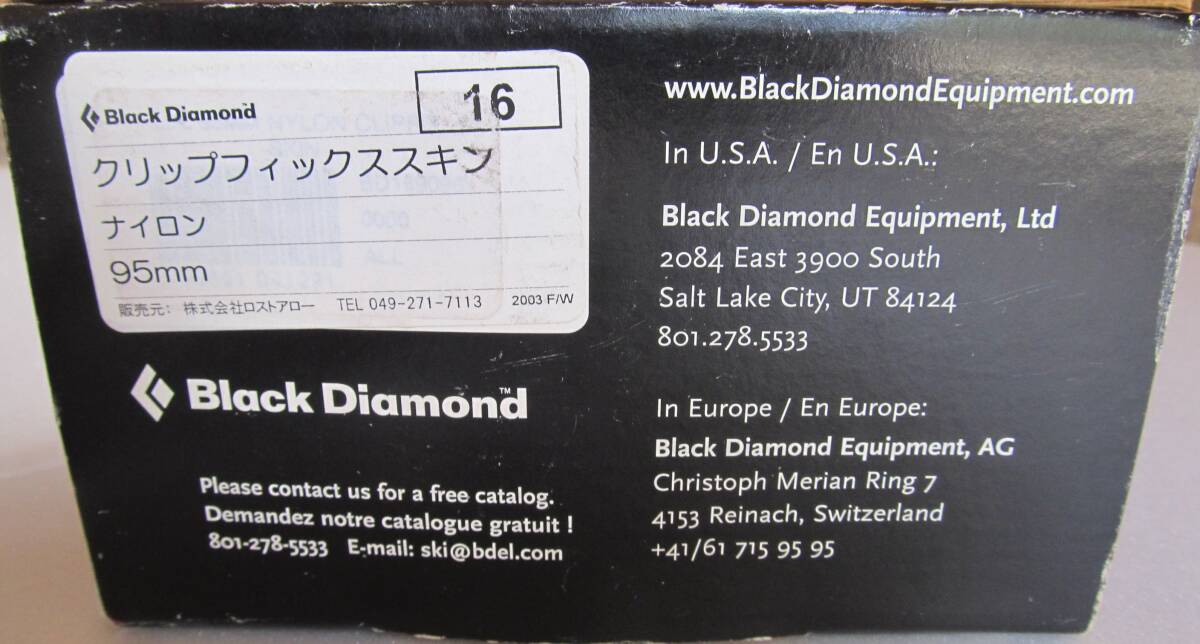 Black Diamond
16
クリップフィックススキン
ナイロン
95mm
販売元: 株式会社ロストアロー TEL 049-271-7113 2003 F/W
0000
ALL
Black Diamond™
Please contact us for a free catalog.
Demandez notre catalogue gratuit !
801-278-5533 E-mail: ski@bdel.com
www.BlackDiamondEquipment.com
In U.S.A. / En U.S.A.:
Black Diamond Equipment, Ltd
2084 East 3900 South
Salt Lake City, UT 84124
801.278.5533
In Europe / En Europe:
Black Diamond Equipment, AG
Christoph Merian Ring 7
4153 Reinach, Switzerland
+41/61 715 95 95